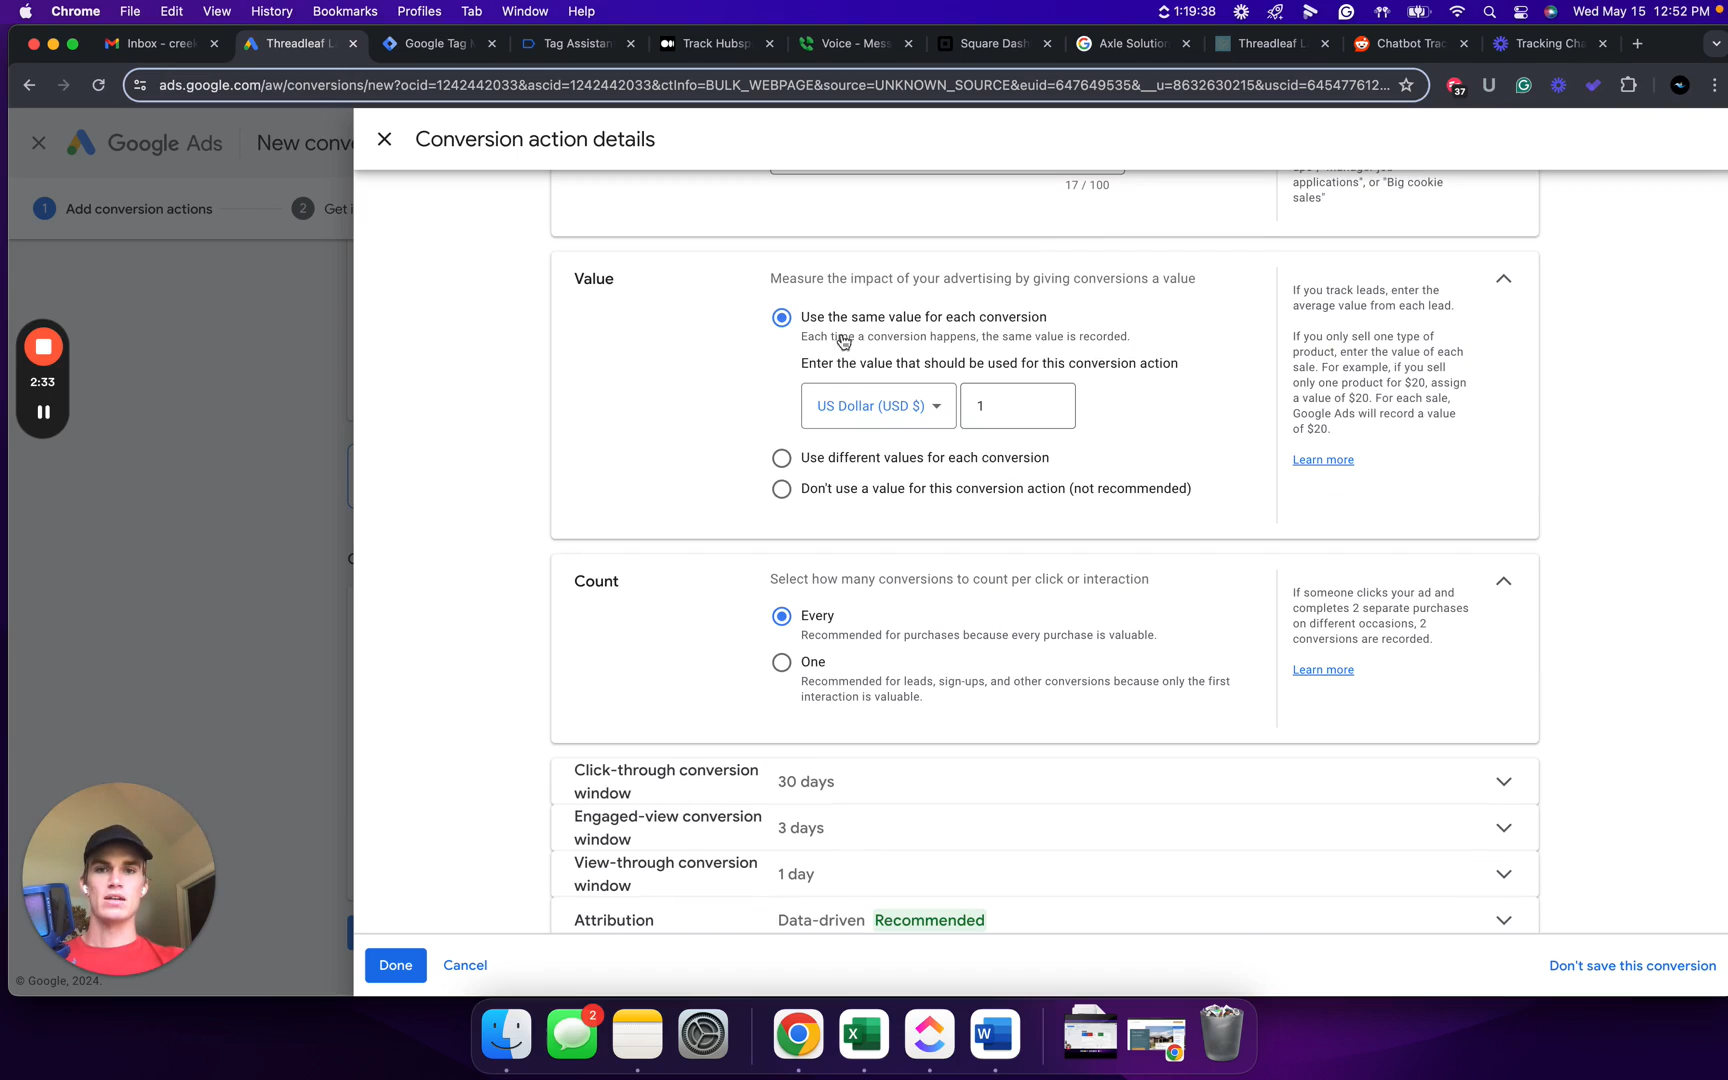 Chrome File Edit View History Bookmarks Profiles Tab Window Help 1:19:38 Wed May 15 12:52 PM
Inbox - creek Threadleaf L Google Tag M Tag Assistan Track Hubsp Voice - Mess Square Dash Axle Solution Threadleaf L Chatbot Trac Tracking Cha
ads.google.com/aw/conversions/new?ocid=1242442033&ascid=1242442033&ctInfo=BULK_WEBPAGE&source=UNKNOWN_SOURCE&euid=647649535&__u=8632630215&uscid=645477612...
37
U
Google Ads New conv
Conversion action details
1 Add conversion actions 2 Get i
17 / 100
applications", or "Big cookie
sales"
Value
Measure the impact of your advertising by giving conversions a value
Use the same value for each conversion
Each time a conversion happens, the same value is recorded.
Enter the value that should be used for this conversion action
US Dollar (USD $) 1
Use different values for each conversion
Don't use a value for this conversion action (not recommended)
If you track leads, enter the
average value from each lead.
If you only sell one type of
product, enter the value of each
sale. For example, if you sell
only one product for $20, assign
a value of $20. For each sale,
Google Ads will record a value
of $20.
Learn more
2:33
Count
Select how many conversions to count per click or interaction
Every
Recommended for purchases because every purchase is valuable.
One
Recommended for leads, sign-ups, and other conversions because only the first
interaction is valuable.
If someone clicks your ad and
completes 2 separate purchases
on different occasions, 2
conversions are recorded.
Learn more
Click-through conversion
window
30 days
Engaged-view conversion
window
3 days
View-through conversion
window
1 day
Attribution
Data-driven Recommended
Done Cancel Don't save this conversion
© Google, 2024.
2
X
W